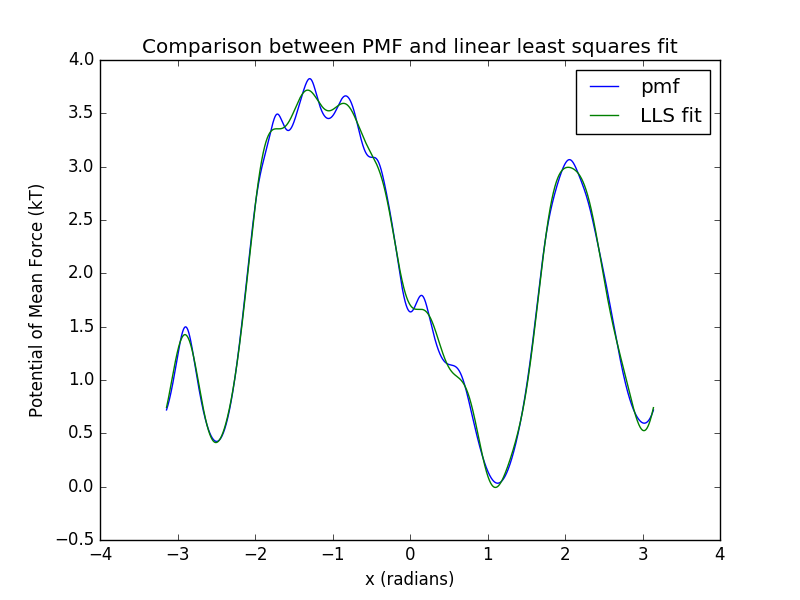 Comparison between PMF and linear least squares fit
pmf
LLS fit
Potential of Mean Force (kT)
4.0
3.5
3.0
2.5
2.0
1.5
1.0
0.5
0.0
−0.5
−4 −3 −2 −1 0 1 2 3 4
x (radians)